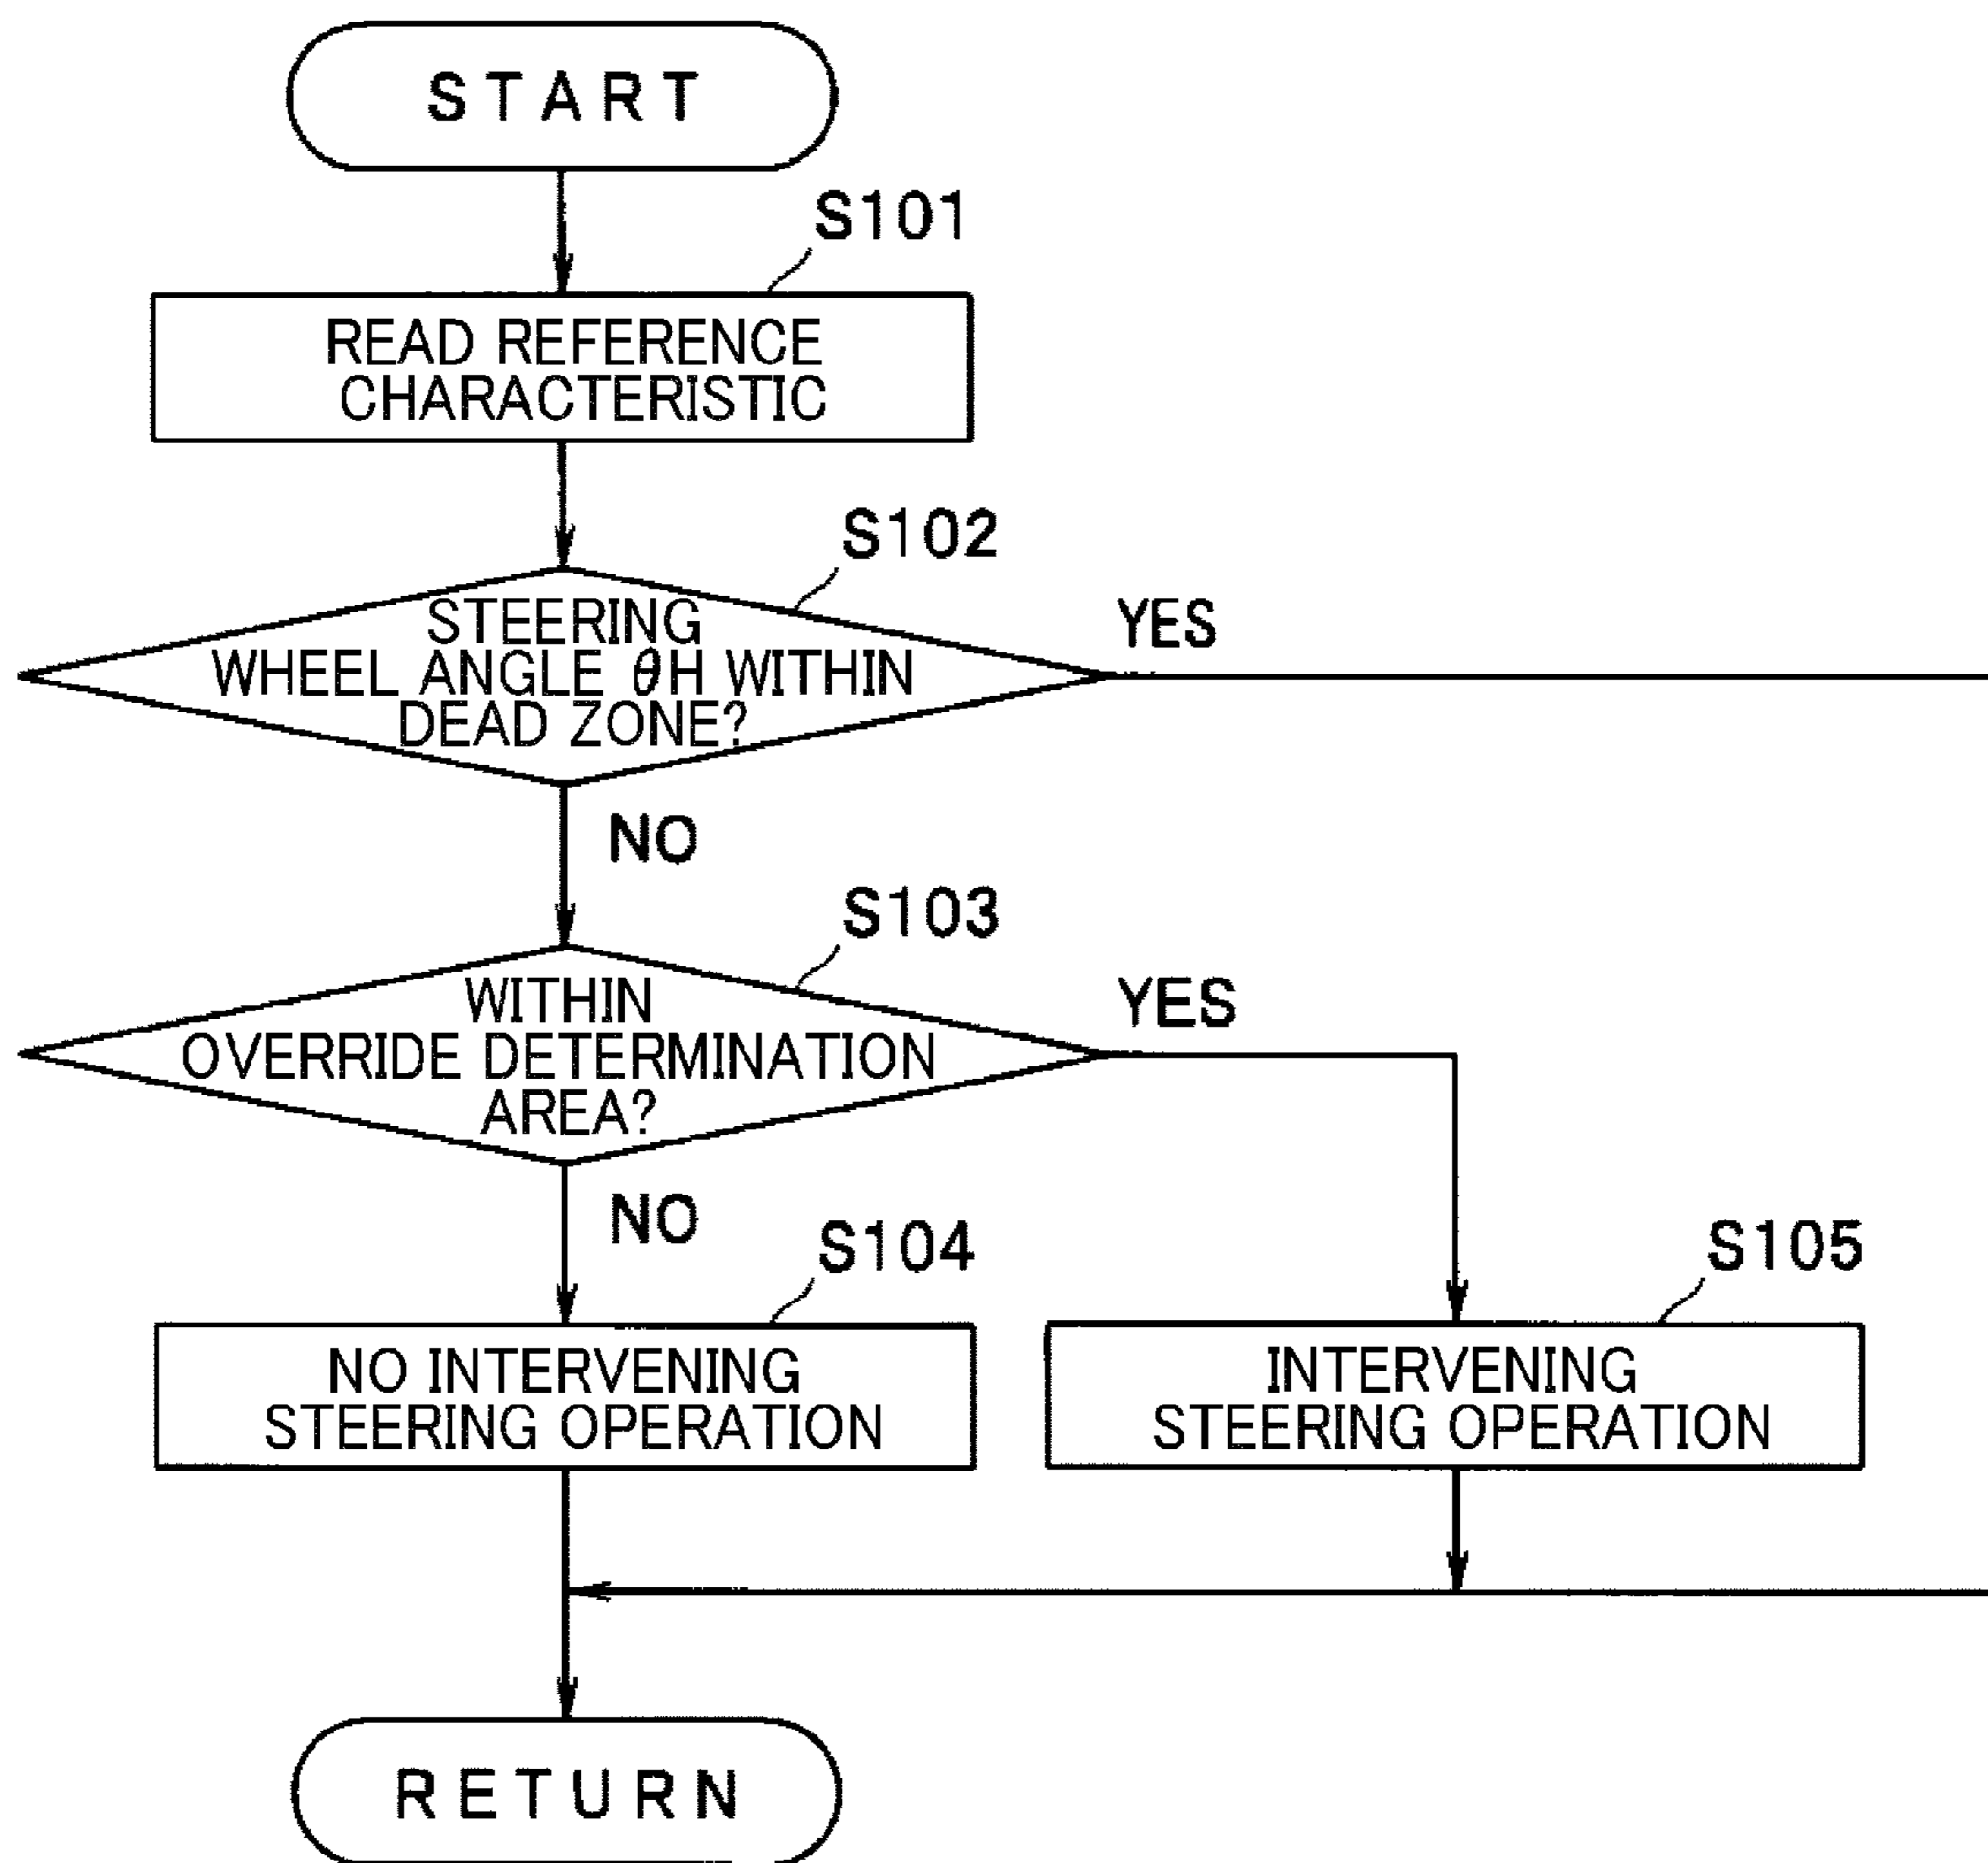 START
S101
READ REFERENCE
CHARACTERISTIC
S102
STEERING
WHEEL ANGLE θH WITHIN
DEAD ZONE?
YES
NO
S103
WITHIN
OVERRIDE DETERMINATION
AREA?
YES
NO
S104
NO INTERVENING
STEERING OPERATION
S105
INTERVENING
STEERING OPERATION
RETURN